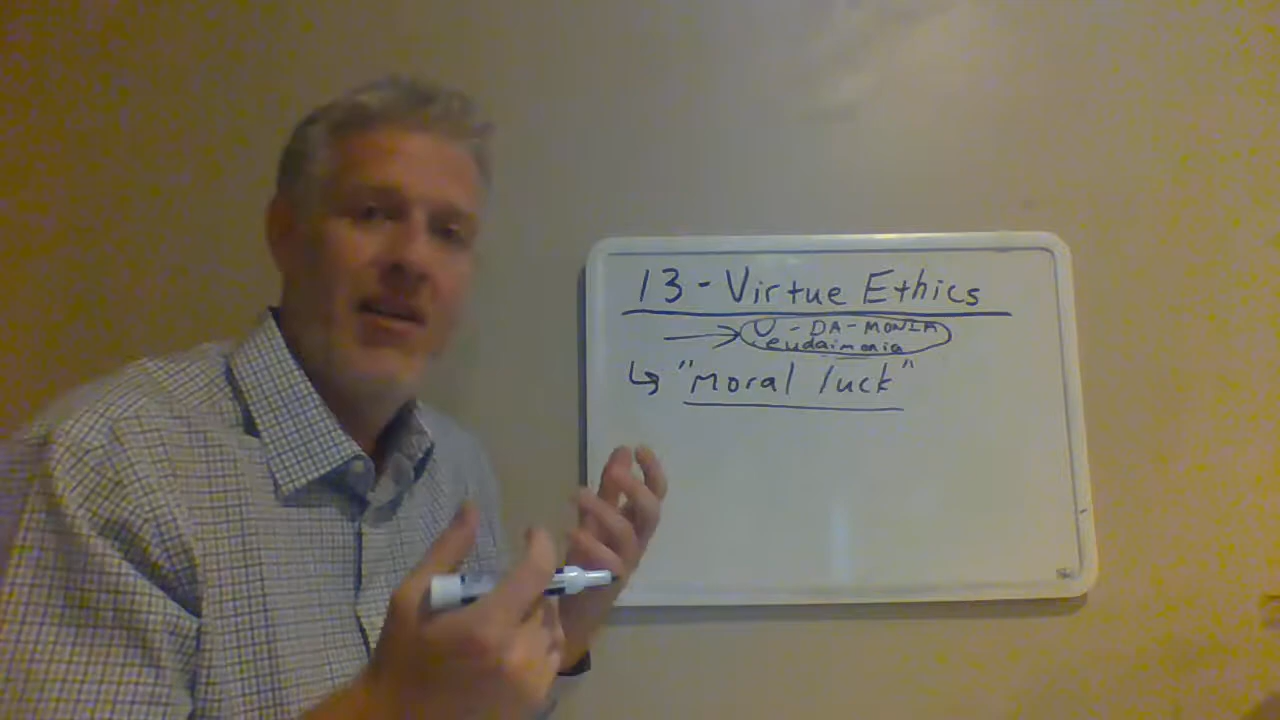 13 - Virtue Ethics
U - DA - MONIA
eudaimonia
"moral luck"